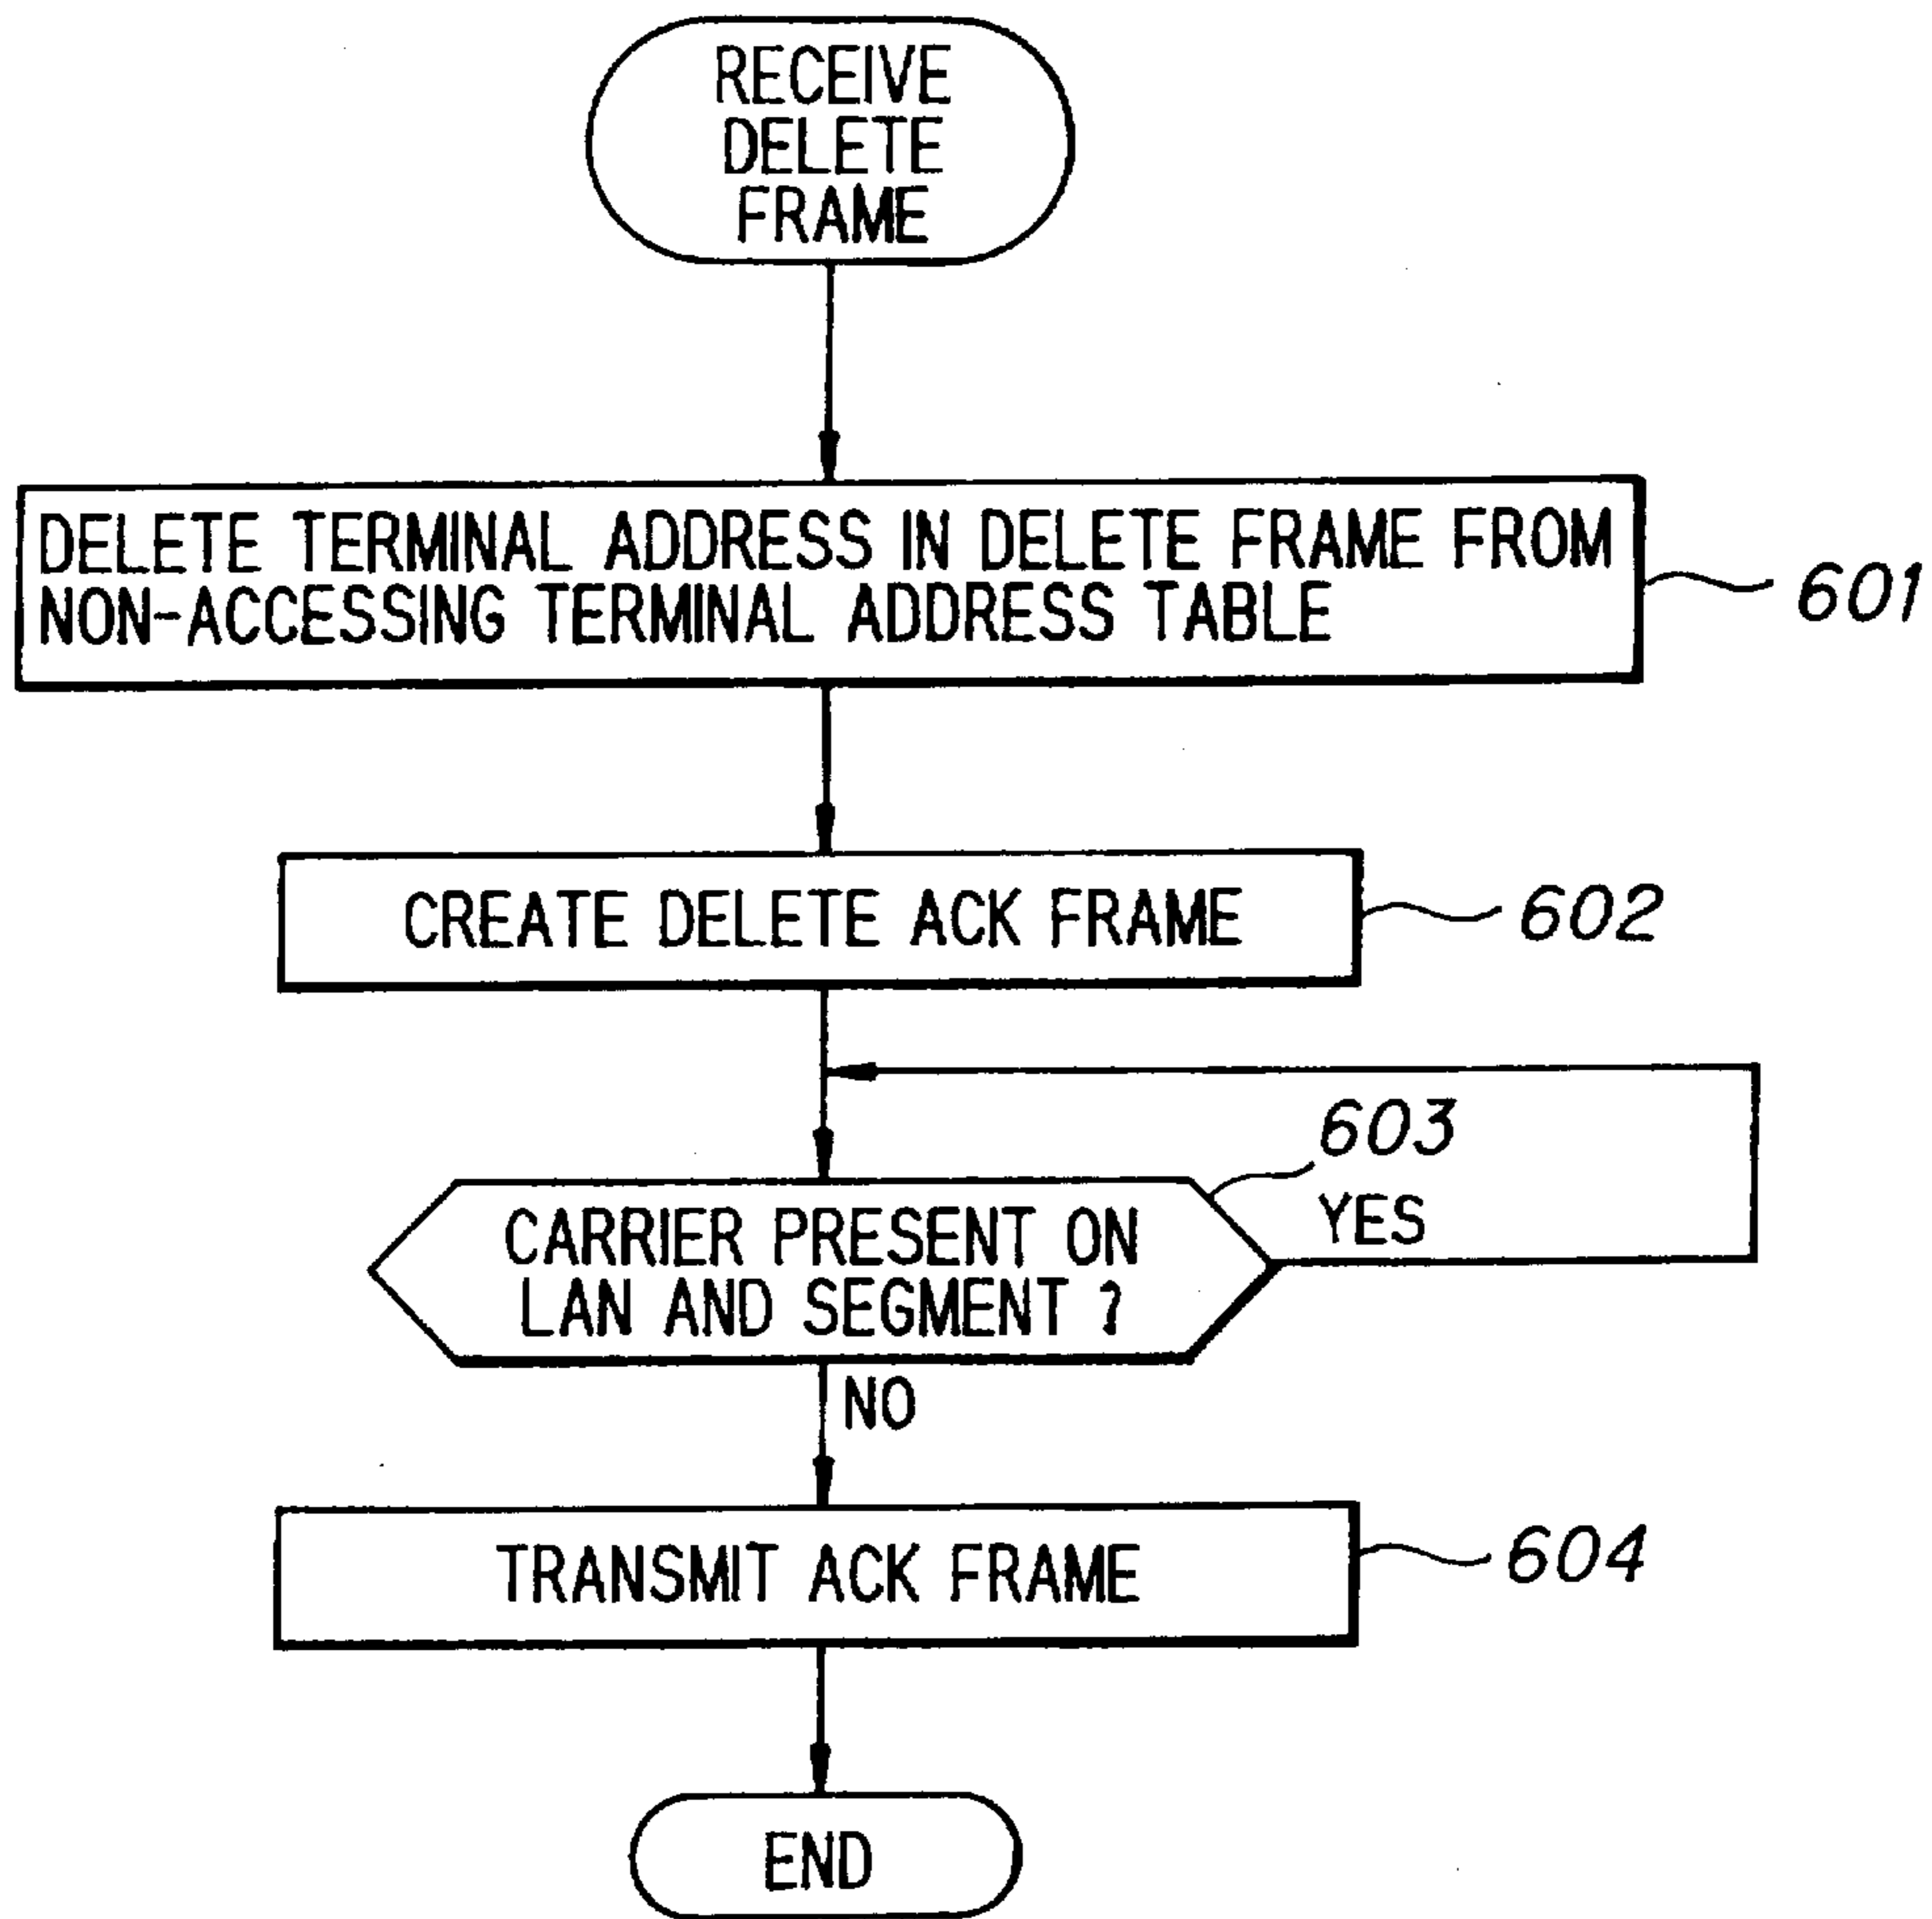 RECEIVE
DELETE
FRAME
DELETE TERMINAL ADDRESS IN DELETE FRAME FROM
NON-ACCESSING TERMINAL ADDRESS TABLE
601
CREATE DELETE ACK FRAME
602
603
YES
CARRIER PRESENT ON
LAN AND SEGMENT ?
NO
TRANSMIT ACK FRAME
604
END